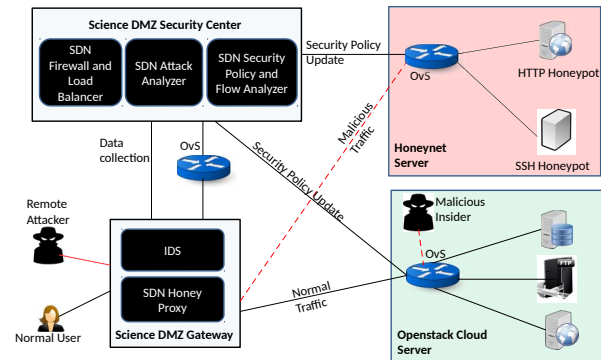 Science DMZ Security Center
SDN
Firewall and
Load
Balancer
SDN Attack
Analyzer
SDN Security
Policy and
Flow Analyzer
Security Policy
Update
OvS
HTTP Honeypot
SSH Honeypot
Honeynet
Server
Malicious
Traffic
Data
collection
OvS
Security Policy Update
Remote
Attacker
Normal User
IDS
SDN Honey
Proxy
Science DMZ Gateway
Normal
Traffic
Malicious
Insider
OvS
FTP
Openstack Cloud
Server